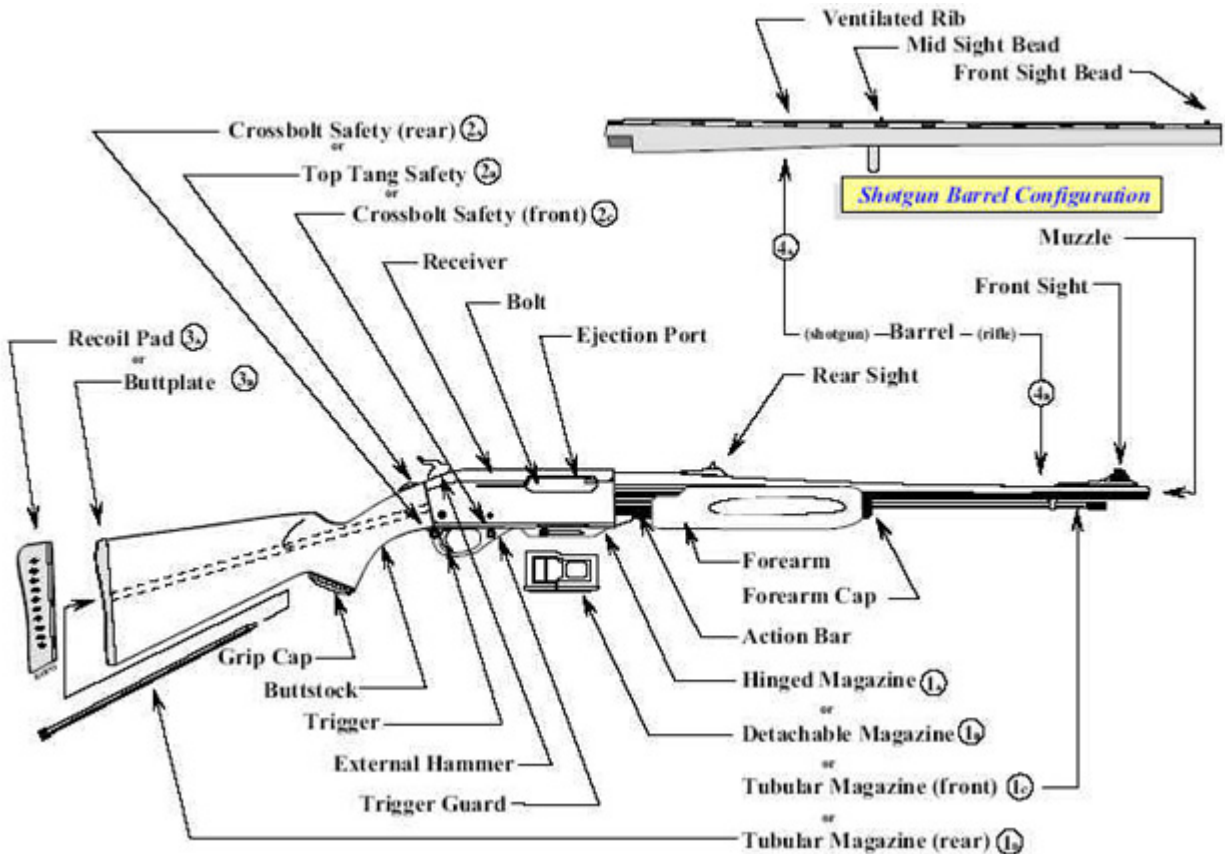 Ventilated Rib
Mid Sight Bead
Front Sight Bead
Crossbolt Safety (rear) 2A
or
Top Tang Safety 2B
or
Crossbolt Safety (front) 2C
Shotgun Barrel Configuration
Receiver
Bolt
Ejection Port
4A
Muzzle
Front Sight
(shotgun) Barrel (rifle)
Rear Sight
4B
Recoil Pad 3A
or
Buttplate 3B
Forearm
Forearm Cap
Action Bar
Grip Cap
Buttstock
Trigger
External Hammer
Trigger Guard
Hinged Magazine 1A
or
Detachable Magazine 1B
or
Tubular Magazine (front) 1C
or
Tubular Magazine (rear)